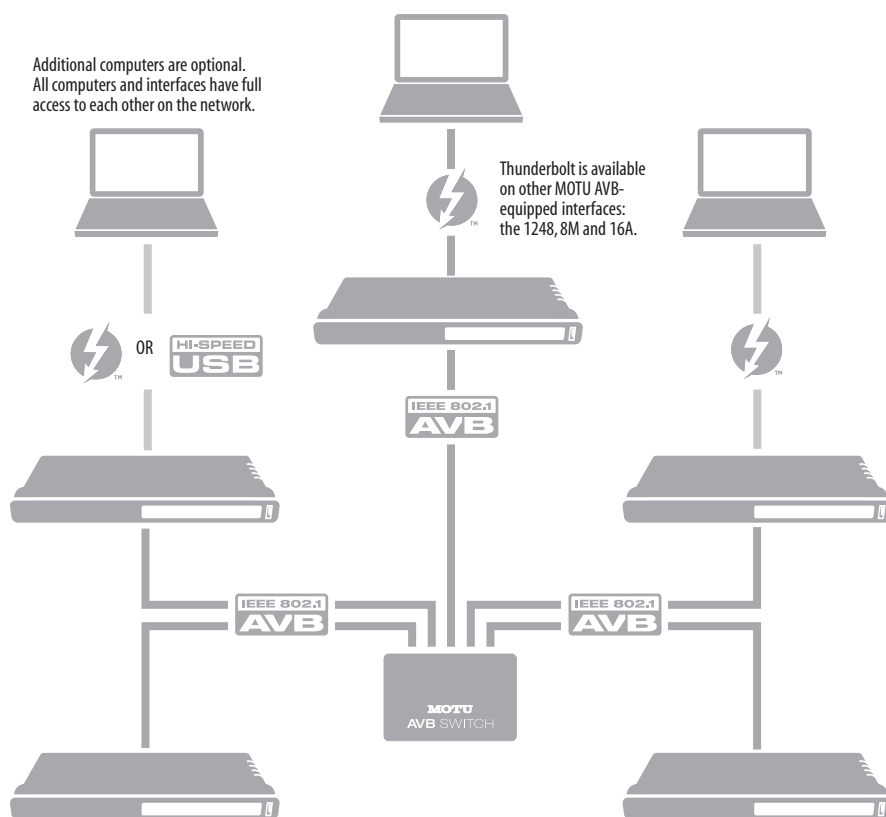 Additional computers are optional.
All computers and interfaces have full
access to each other on the network.
Thunderbolt is available
on other MOTU AVB-
equipped interfaces:
the 1248, 8M and 16A.
TM
TM
OR
HI-SPEED
USB
TM
IEEE 802.1
AVB
IEEE 802.1
AVB
IEEE 802.1
AVB
MOTU
AVB SWITCH